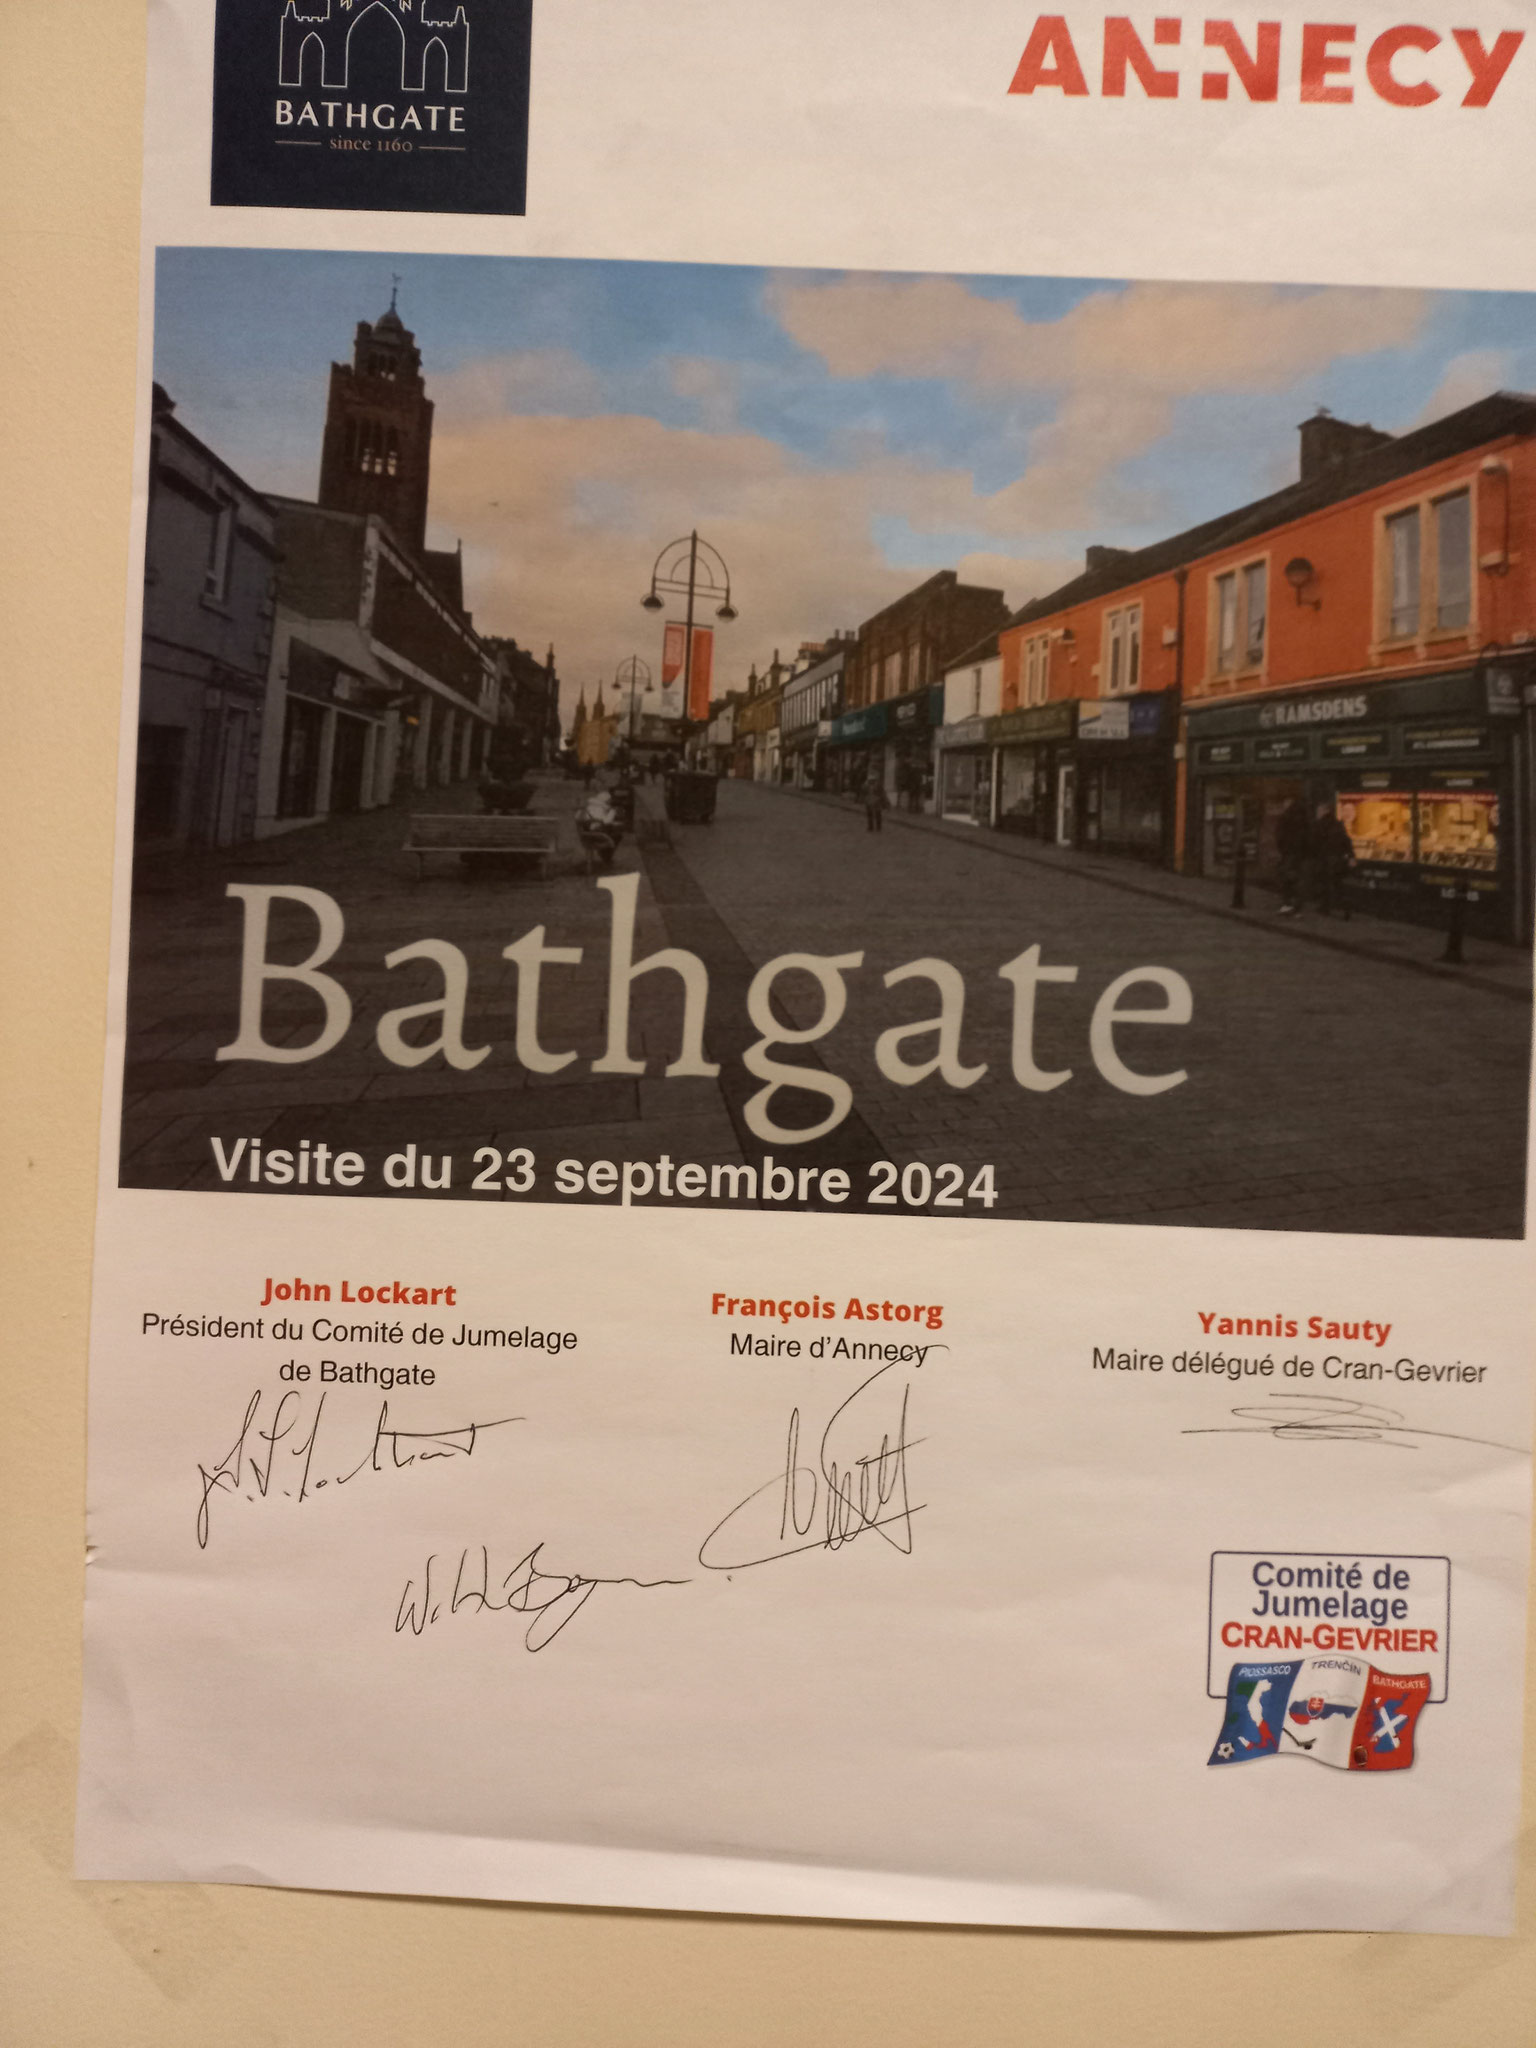 BATHGATE
since 1160
ANNECY
RAMSDENS
Bathgate
Visite du 23 septembre 2024
John Lockart
Président du Comité de Jumelage
de Bathgate
François Astorg
Maire d'Annecy
Yannis Sauty
Maire délégué de Cran-Gevrier
Comité de
Jumelage
CRAN-GEVRIER
PIOSSASCO
TRENČÍN
BATHGATE